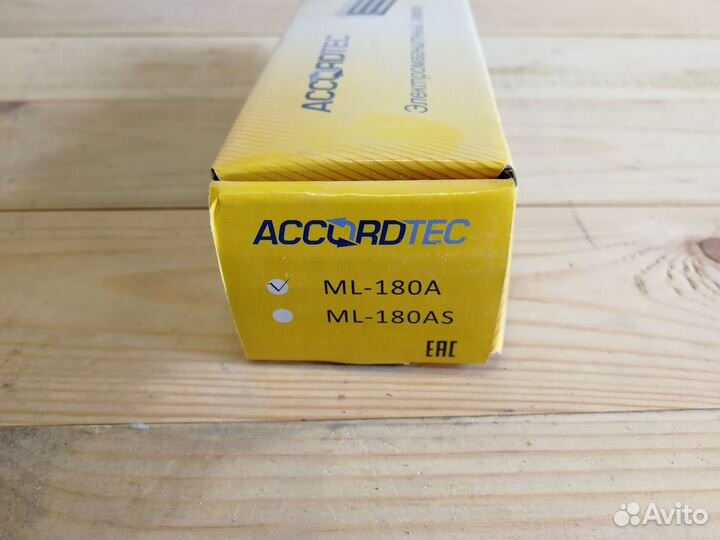 ACCORDTEC
Электромагнитный замок
ACCORDTEC
ML-180A
ML-180AS
EAC
Avito